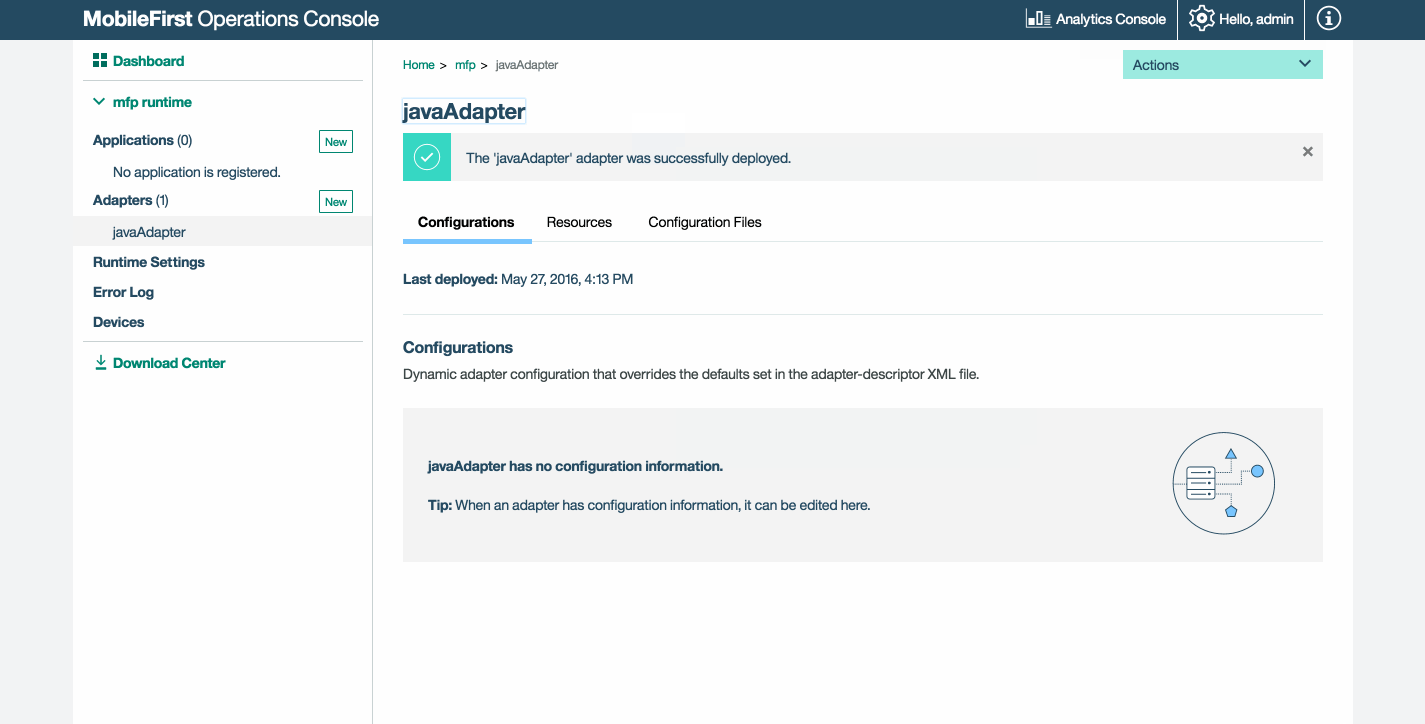 MobileFirst Operations Console
Analytics Console
Hello, admin
Dashboard
mfp runtime
Applications (0)
New
No application is registered.
Adapters (1)
New
javaAdapter
Runtime Settings
Error Log
Devices
Download Center
Home > mfp > javaAdapter
Actions
javaAdapter
The 'javaAdapter' adapter was successfully deployed.
Configurations
Resources
Configuration Files
Last deployed: May 27, 2016, 4:13 PM
Configurations
Dynamic adapter configuration that overrides the defaults set in the adapter-descriptor XML file.
javaAdapter has no configuration information.
Tip: When an adapter has configuration information, it can be edited here.